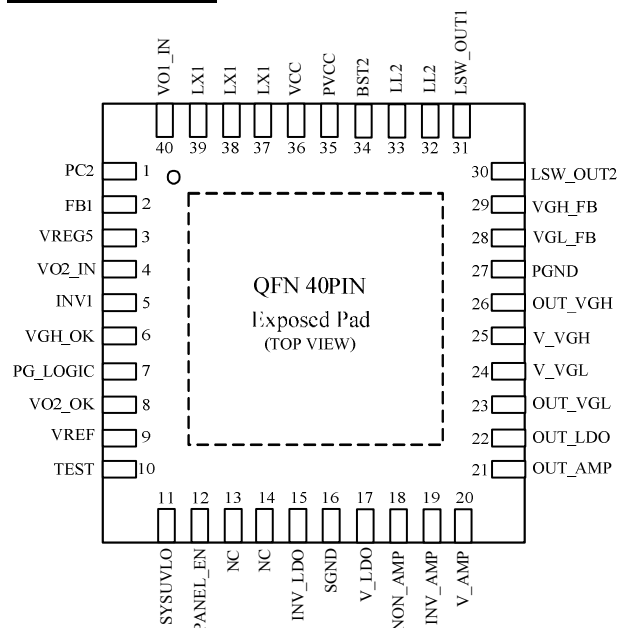 VO1_IN
LX1
LX1
LX1
VCC
PVCC
BST2
LL2
LL2
LSW_OUT1
40
39
38
37
36
35
34
33
32
31
PC2 1
FB1 2
VREG5 3
VO2_IN 4
INV1 5
VGH_OK 6
PG_LOGIC 7
VO2_OK 8
VREF 9
TEST 10
QFN 40PIN
Exposed Pad
(TOP VIEW)
30 LSW_OUT2
29 VGH_FB
28 VGL_FB
27 PGND
26 OUT_VGH
25 V_VGH
24 V_VGL
23 OUT_VGL
22 OUT_LDO
21 OUT_AMP
11
12
13
14
15
16
17
18
19
20
SYSUVLO
PANEL_EN
NC
NC
INV_LDO
SGND
V_LDO
NON_AMP
INV_AMP
V_AMP